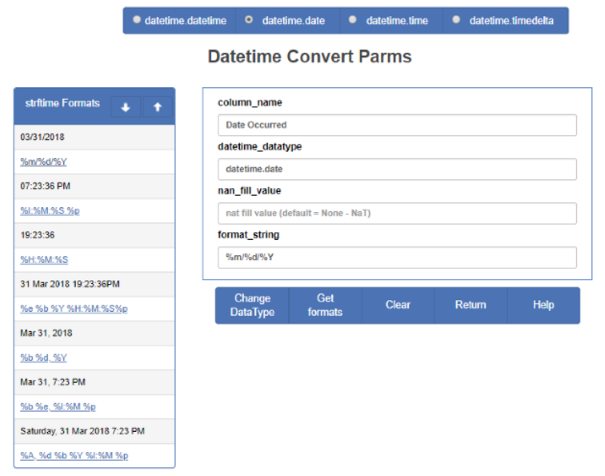 datetime.datetime datetime.date datetime.time datetime.timedelta
Datetime Convert Parms
strftime Formats
03/31/2018
%m/%d/%Y
07:23:36 PM
%I:%M:%S %p
19:23:36
%H:%M:%S
31 Mar 2018 19:23:36PM
%e %b %Y %H:%M:%S%p
Mar 31, 2018
%b %d, %Y
Mar 31, 7:23 PM
%b %e, %I:%M %p
Saturday, 31 Mar 2018 7:23 PM
%A, %d %b %Y %I:%M %p
column_name
Date Occurred
datetime_datatype
datetime.date
nan_fill_value
nat fill value (default = None - NaT)
format_string
%m/%d/%Y
Change DataType
Get formats
Clear
Return
Help